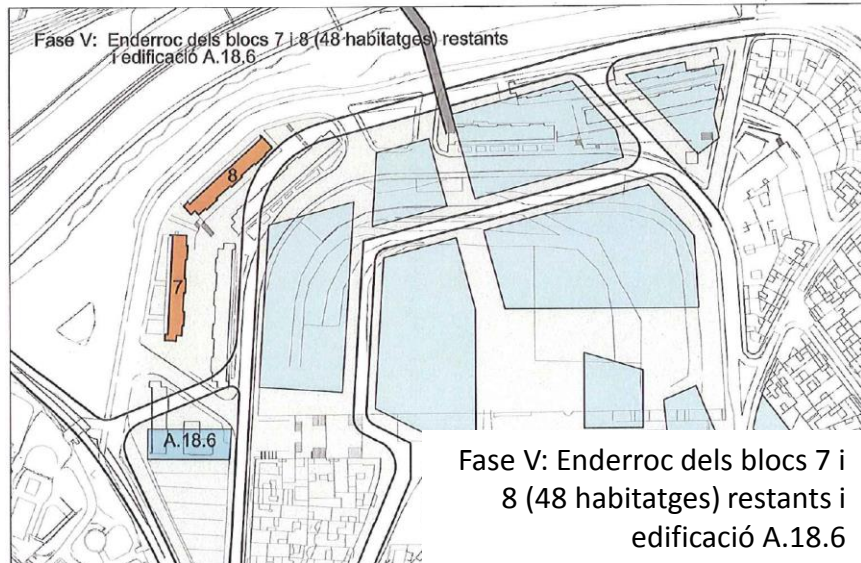 Fase V: Enderroc dels blocs 7 i 8 (48 habitatges) restants
i edificació A.18.6
8
7
A.18.6
Fase V: Enderroc dels blocs 7 i
8 (48 habitatges) restants i
edificació A.18.6